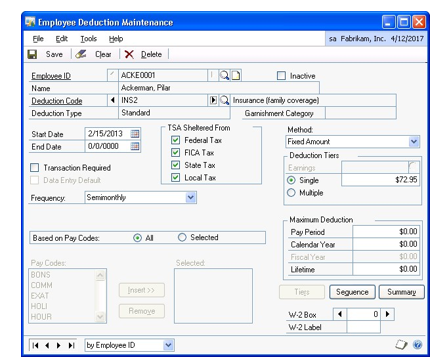 Employee Deduction Maintenance
File Edit Tools Help sa Fabrikam, Inc. 4/12/2017
Save Clear Delete
Employee ID ACKE0001 Inactive
Name Ackerman, Pilar
Deduction Code INS2 Insurance (family coverage)
Deduction Type Standard Garnishment Category
Start Date 2/15/2013
End Date 0/0/0000
Transaction Required
Data Entry Default
Frequency: Semimonthly
TSA Sheltered From
Federal Tax
FICA Tax
State Tax
Local Tax
Method:
Fixed Amount
Deduction Tiers
Earnings
Single $72.95
Multiple
Based on Pay Codes: All Selected
Pay Codes: Selected:
BONS
COMM
EXAT
HOLI
HOUR
Insert >>
Remove
Maximum Deduction
Pay Period $0.00
Calendar Year $0.00
Fiscal Year $0.00
Lifetime $0.00
Tiers Sequence Summary
W-2 Box 0
W-2 Label
by Employee ID